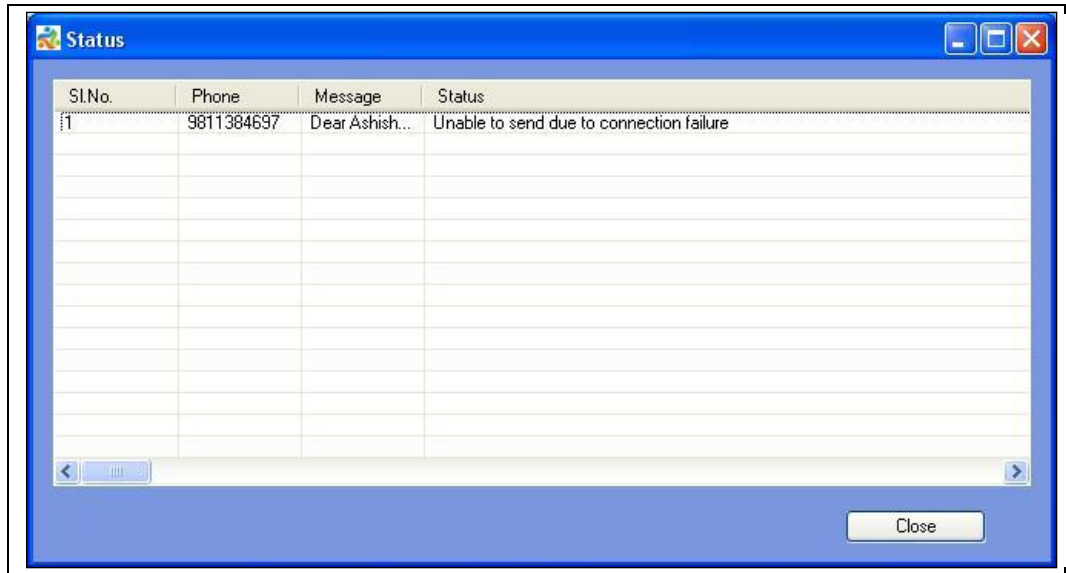 Status
Sl.No. Phone Message Status
1 9811384697 Dear Ashish... Unable to send due to connection failure
Close